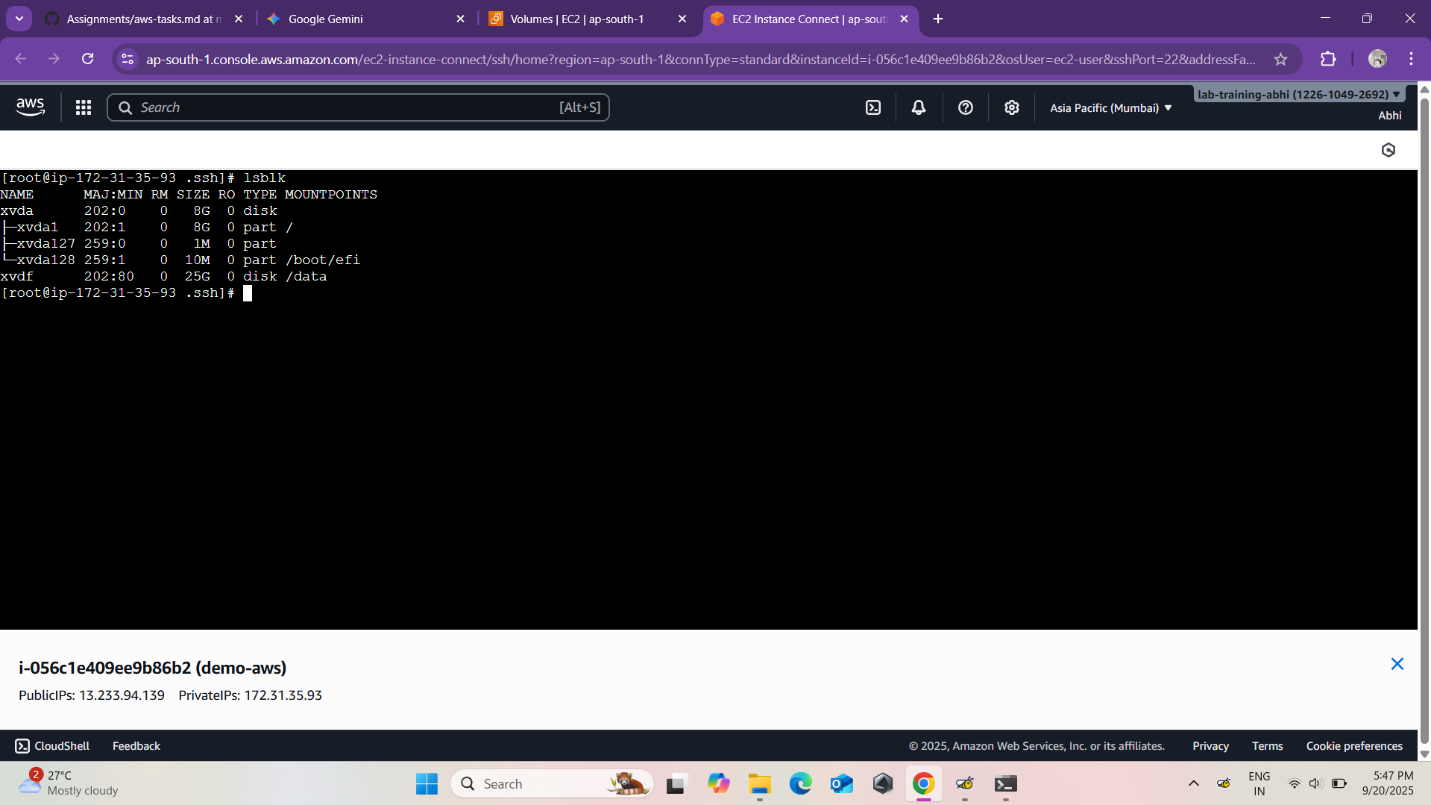 Assignments/aws-tasks.md at n
Google Gemini
Volumes | EC2 | ap-south-1
EC2 Instance Connect | ap-sout
ap-south-1.console.aws.amazon.com/ec2-instance-connect/ssh/home?region=ap-south-1&connType=standard&instanceId=i-056c1e409ee9b86b2&osUser=ec2-user&sshPort=22&addressFa...
aws
Search
[Alt+S]
Asia Pacific (Mumbai)
lab-training-abhi (1226-1049-2692)
Abhi
[root@ip-172-31-35-93 .ssh]# lsblk
NAME MAJ:MIN RM SIZE RO TYPE MOUNTPOINTS
xvda 202:0 0 8G 0 disk
├─xvda1 202:1 0 8G 0 part /
├─xvda127 259:0 0 1M 0 part
└─xvda128 259:1 0 10M 0 part /boot/efi
xvdf 202:80 0 25G 0 disk /data
[root@ip-172-31-35-93 .ssh]#
i-056c1e409ee9b86b2 (demo-aws)
PublicIPs: 13.233.94.139 PrivateIPs: 172.31.35.93
CloudShell Feedback © 2025, Amazon Web Services, Inc. or its affiliates. Privacy Terms Cookie preferences
2
27°C
Mostly cloudy
Search
ENG
IN
5:47 PM
9/20/2025